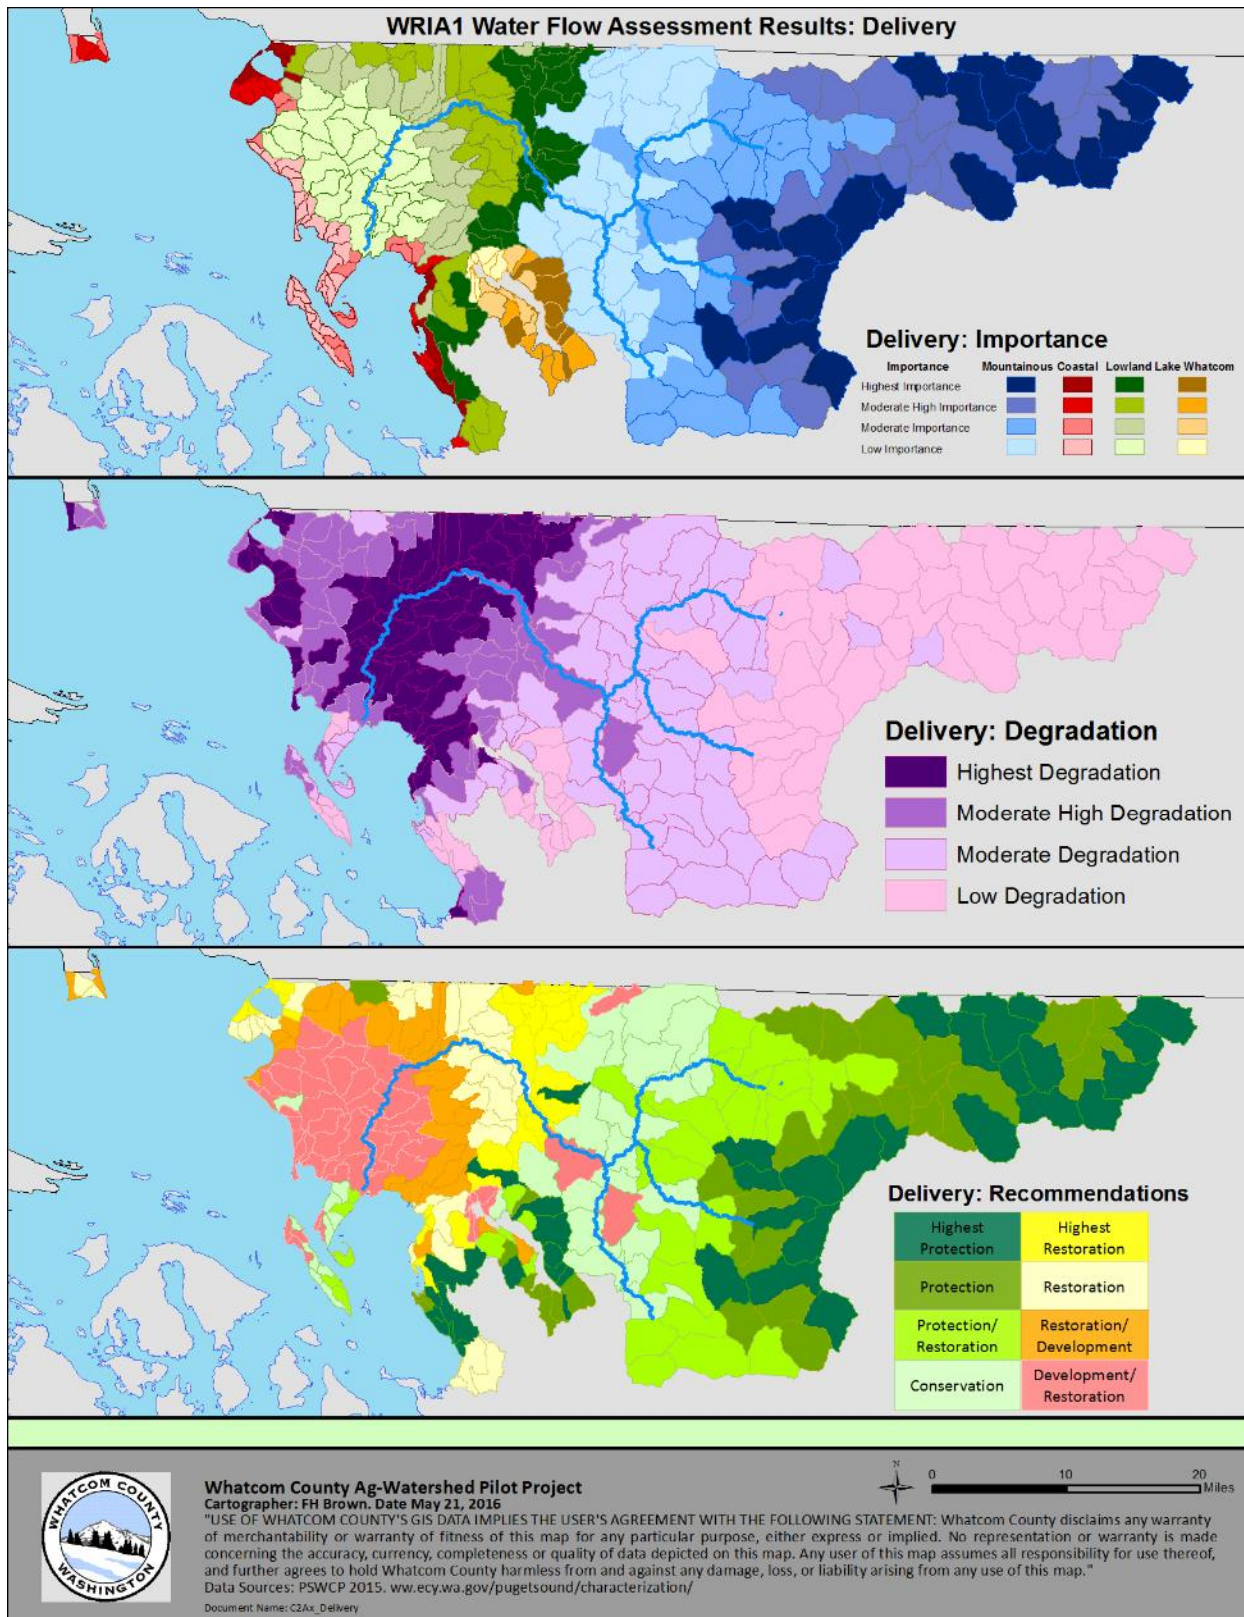 WRIA1 Water Flow Assessment Results: Delivery
Delivery: Importance
Importance Mountainous Coastal Lowland Lake Whatcom
Highest Importance
Moderate High Importance
Moderate Importance
Low Importance
Delivery: Degradation
Highest Degradation
Moderate High Degradation
Moderate Degradation
Low Degradation
Delivery: Recommendations
Highest Protection
Highest Restoration
Protection
Restoration
Protection/ Restoration
Restoration/ Development
Conservation
Development/ Restoration
WHATCOM COUNTY
WASHINGTON
Whatcom County Ag-Watershed Pilot Project
Cartographer: FH Brown. Date May 21, 2016
N
0 10 20
Miles
"USE OF WHATCOM COUNTY'S GIS DATA IMPLIES THE USER'S AGREEMENT WITH THE FOLLOWING STATEMENT: Whatcom County disclaims any warranty
of merchantability or warranty of fitness of this map for any particular purpose, either express or implied. No representation or warranty is made
concerning the accuracy, currency, completeness or quality of data depicted on this map. Any user of this map assumes all responsibility for use thereof,
and further agrees to hold Whatcom County harmless from and against any damage, loss, or liability arising from any use of this map."
Data Sources: PSWCP 2015. ww.ecy.wa.gov/pugetsound/characterization/
Document Name: C2Ax_Delivery